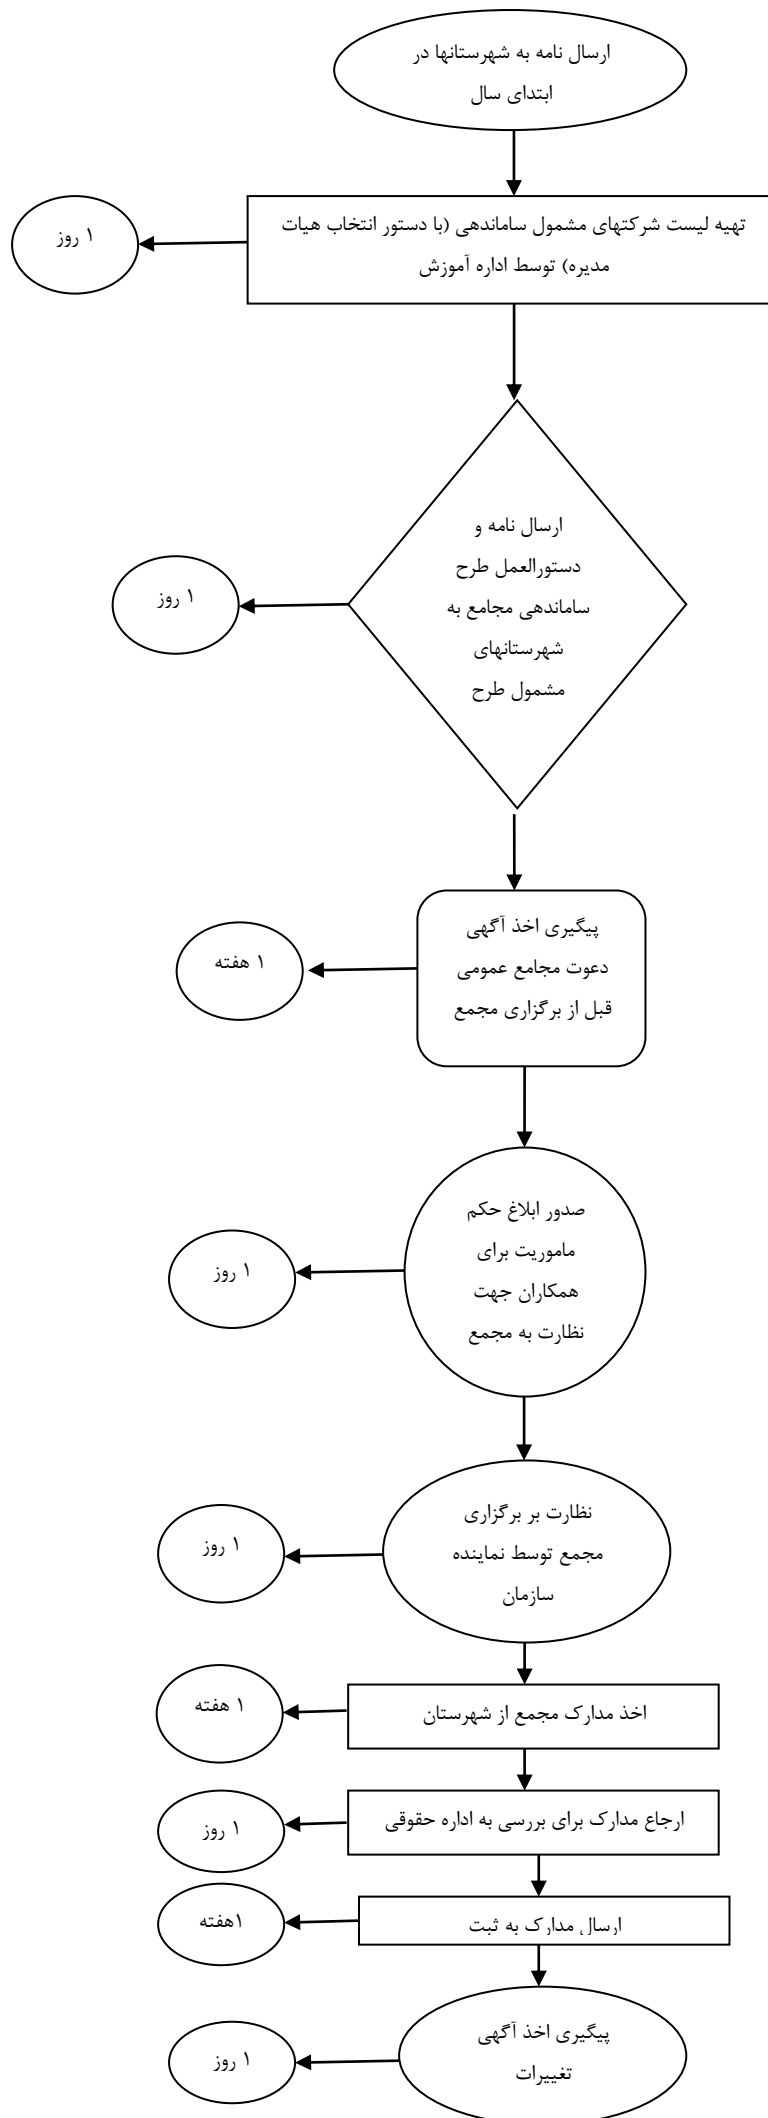 ارسال نامه به شهرستانها در
ابتدای سال
تهیه لیست شرکتهای مشمول ساماندهی (با دستور انتخاب هیات
مدیره) توسط اداره آموزش
۱ روز
ارسال نامه و
دستورالعمل طرح
ساماندهی مجامع به
شهرستانهای
مشمول طرح
۱ روز
پیگیری اخذ آگهی
دعوت مجامع عمومی
قبل از برگزاری مجمع
۱ هفته
صدور ابلاغ حکم
ماموریت برای
همکاران جهت
نظارت به مجمع
۱ روز
نظارت بر برگزاری
مجمع توسط نماینده
سازمان
۱ روز
اخذ مدارک مجمع از شهرستان
۱ هفته
ارجاع مدارک برای بررسی به اداره حقوقی
۱ روز
ارسال مدارک به ثبت
۱هفته
پیگیری اخذ آگهی
تغییرات
۱ روز